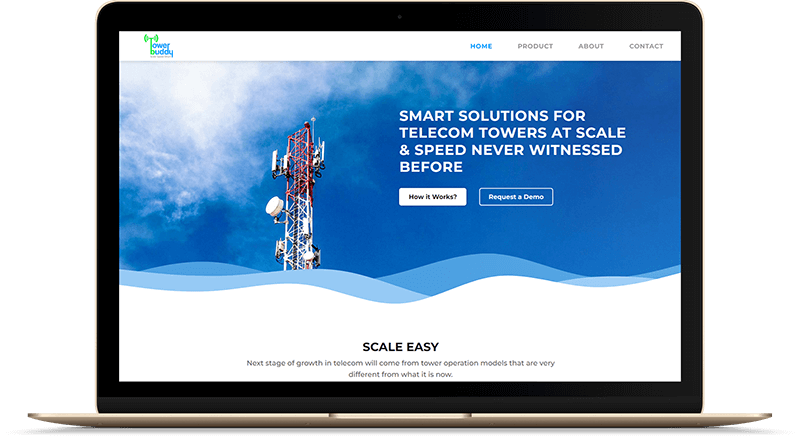 Tower
buddy
HOME PRODUCT ABOUT CONTACT
SMART SOLUTIONS FOR
TELECOM TOWERS AT SCALE
& SPEED NEVER WITNESSED
BEFORE
How it Works? Request a Demo
SCALE EASY
Next stage of growth in telecom will come from tower operation models that are very
different from what it is now.